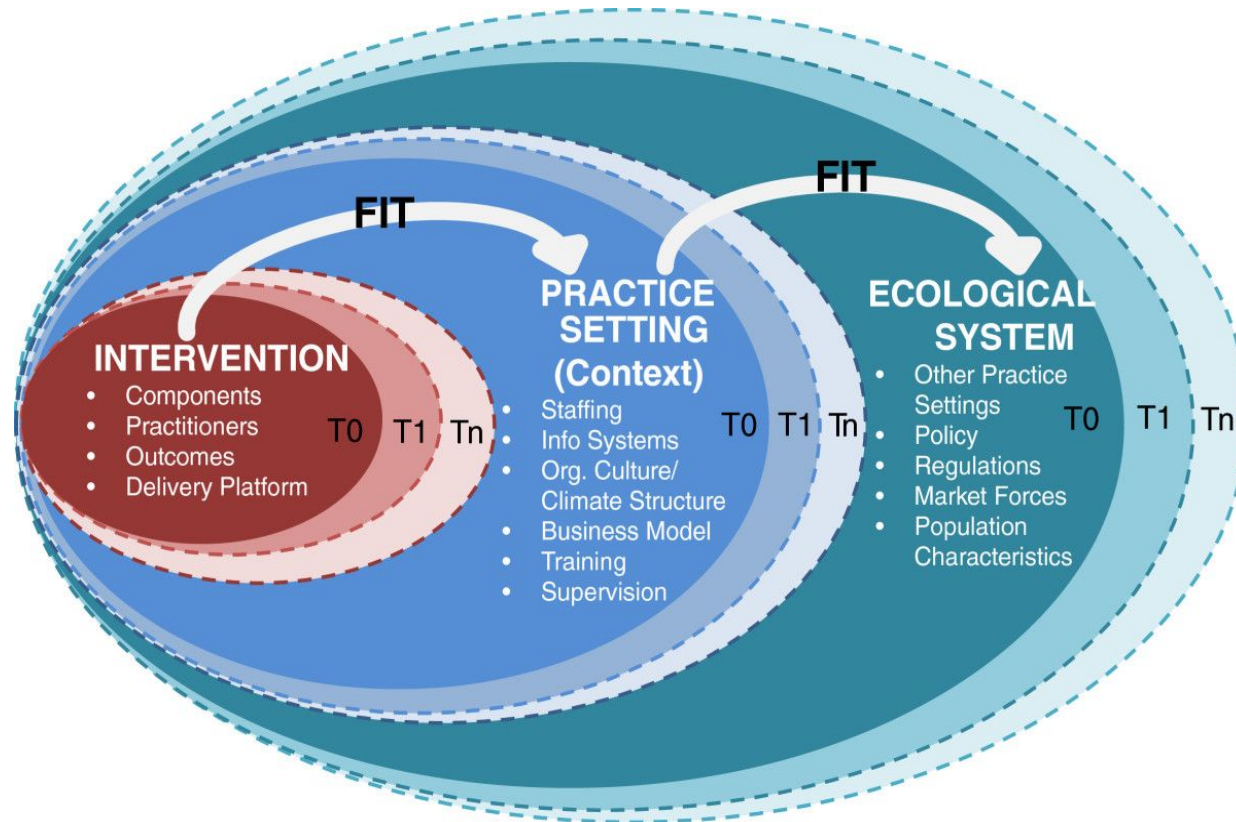 FIT
INTERVENTION
• Components
• Practitioners
• Outcomes
• Delivery Platform
T0
T1
Tn
FIT
PRACTICE
SETTING
(Context)
• Staffing
• Info Systems
• Org. Culture/
Climate Structure
• Business Model
• Training
• Supervision
T0
T1
Tn
ECOLOGICAL
SYSTEM
• Other Practice
Settings
• Policy
• Regulations
• Market Forces
• Population
Characteristics
T0
T1
Tn